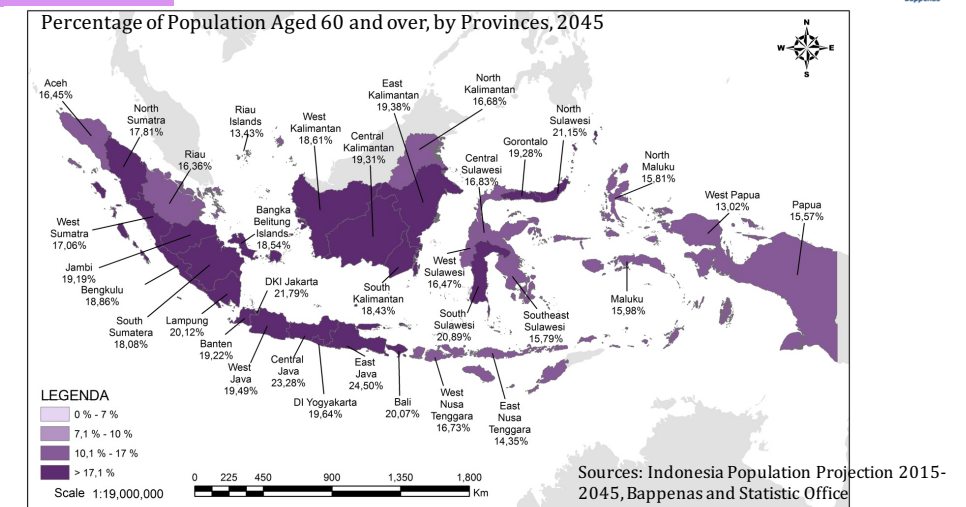 Bappenas
Percentage of Population Aged 60 and over, by Provinces, 2045
N
W
E
S
Aceh
16,45%
North
Sumatra
17,81%
Riau
16,36%
Riau
Islands
13,43%
West
Kalimantan
18,61%
Central
Kalimantan
19,31%
East
Kalimantan
19,38%
North
Kalimantan
16,68%
Central
Sulawesi
16,83%
Gorontalo
19,28%
North
Sulawesi
21,15%
North
Maluku
15,81%
West Papua
13,02%
Papua
15,57%
West
Sumatra
17,06%
Jambi
19,19%
Bengkulu
18,86%
South
Sumatera
18,08%
Lampung
20,12%
Bangka
Belitung
Islands
18,54%
Banten
19,22%
DKI Jakarta
21,79%
West
Java
19,49%
Central
Java
23,28%
DI Yogyakarta
19,64%
East
Java
24,50%
Bali
20,07%
South
Kalimantan
18,43%
West
Sulawesi
16,47%
South
Sulawesi
20,89%
Southeast
Sulawesi
15,79%
Maluku
15,98%
West
Nusa
Tenggara
16,73%
East
Nusa
Tenggara
14,35%
LEGENDA
0 % - 7 %
7,1 % - 10 %
10,1 % - 17 %
> 17,1 %
Scale 1:19,000,000
0 225 450 900 1,350 1,800
Km
Sources: Indonesia Population Projection 2015-
2045, Bappenas and Statistic Office